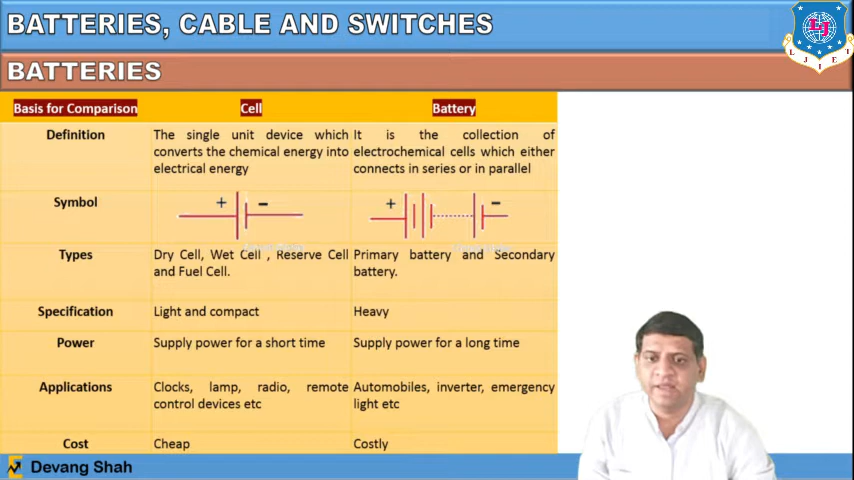 BATTERIES, CABLE AND SWITCHES
LJ
L J I E T
BATTERIES
Basis for Comparison Cell Battery
Definition
The single unit device which
converts the chemical energy into
electrical energy
It is the collection of
electrochemical cells which either
connects in series or in parallel
Symbol
+ −
+ −
Types
Dry Cell, Wet Cell , Reserve Cell
and Fuel Cell.
Primary battery and Secondary
battery.
Specification Light and compact Heavy
Power Supply power for a short time Supply power for a long time
Applications
Clocks, lamp, radio, remote
control devices etc
Automobiles, inverter, emergency
light etc
Cost Cheap Costly
Devang Shah